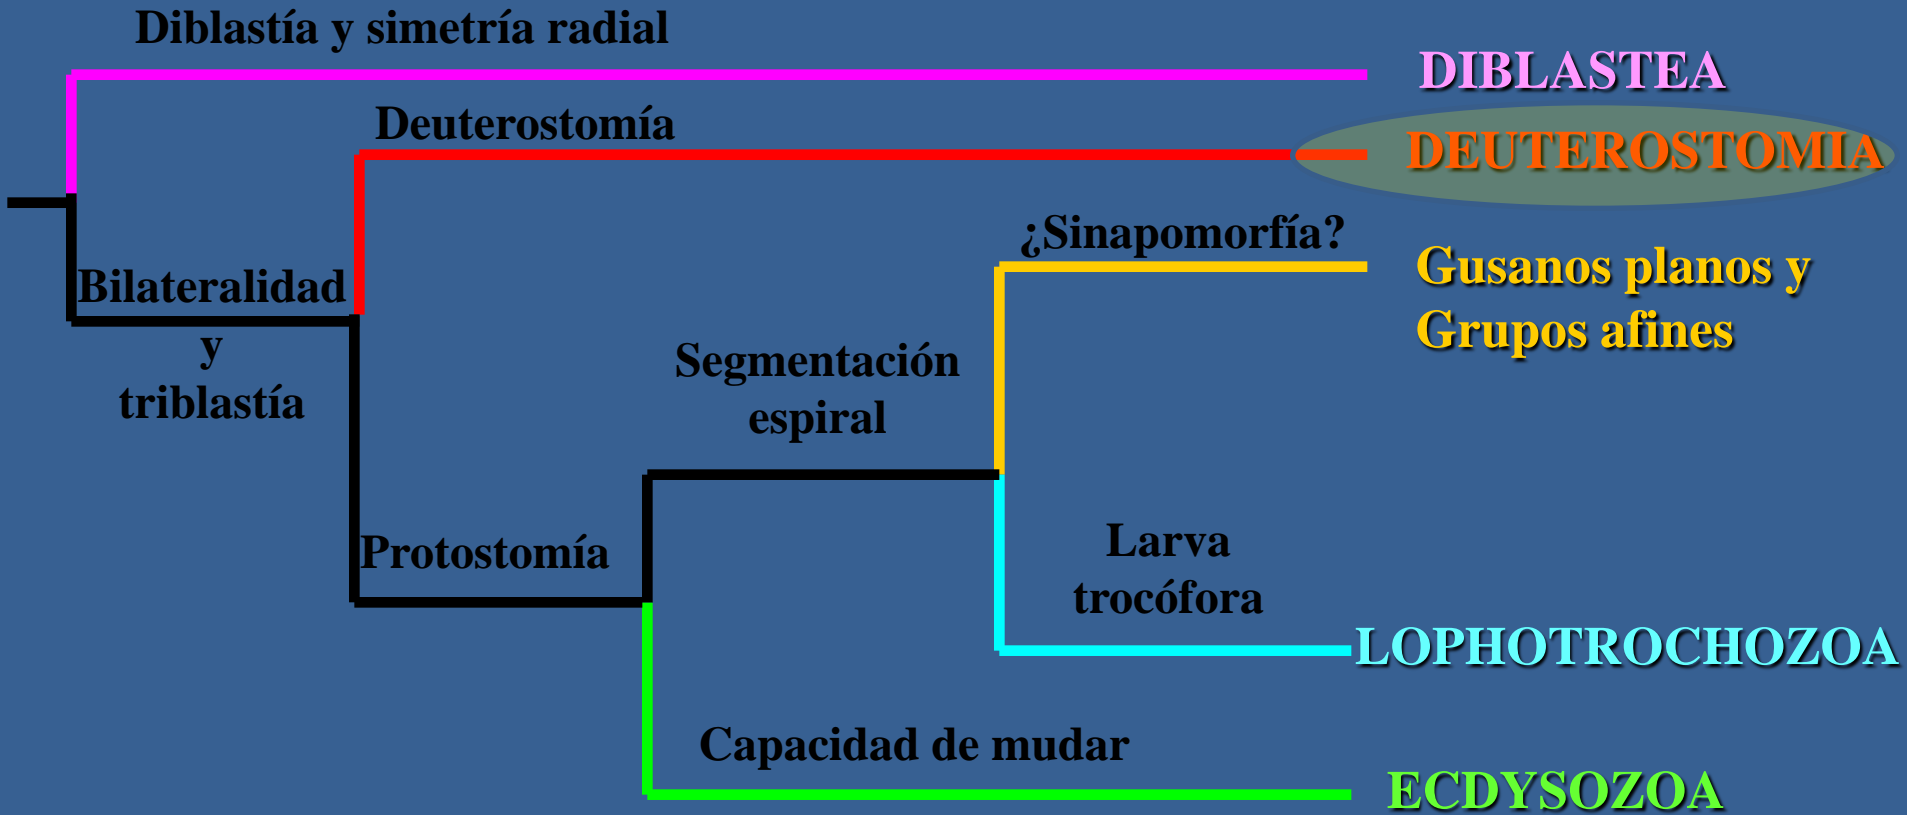 Diblastía y simetría radial
DIBLASTEA
Deuterostomía
DEUTEROSTOMIA
¿Sinapomorfía?
Gusanos planos y
Grupos afines
Bilateralidad
y
triblastía
Segmentación
espiral
Protostomía
Larva
trocófora
LOPHOTROCHOZOA
Capacidad de mudar
ECDYSOZOA